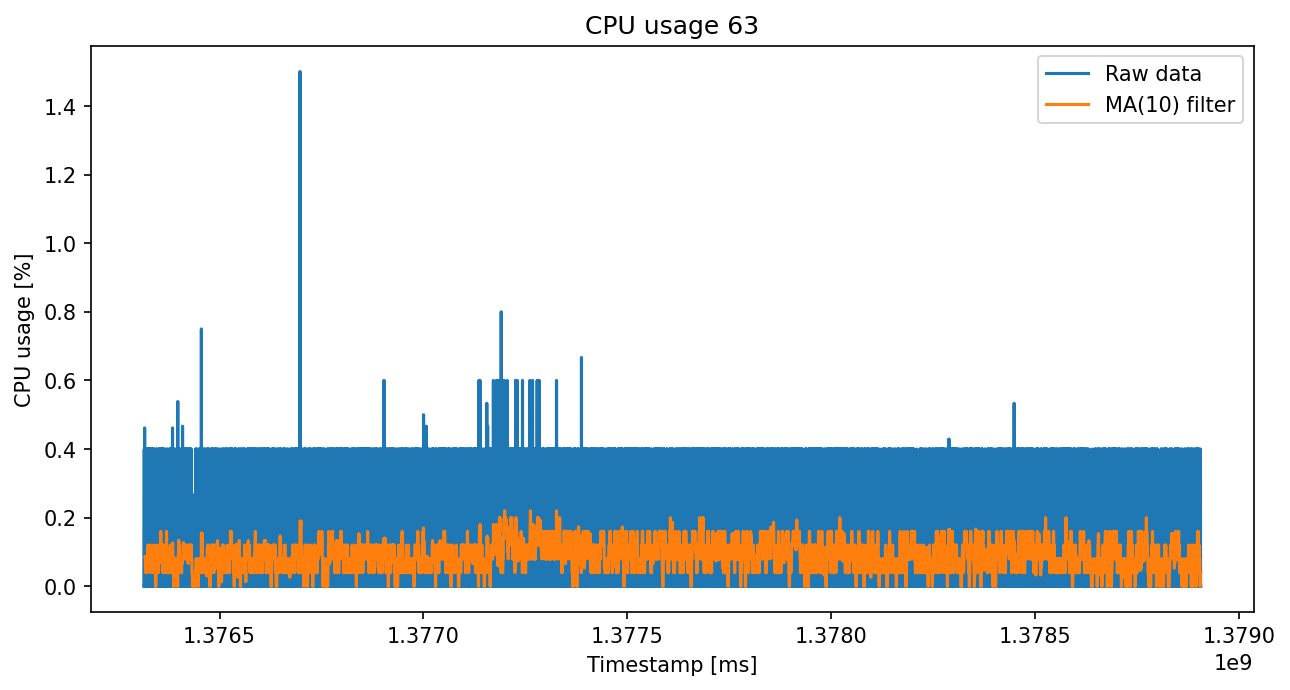 CPU usage 63
Raw data
MA(10) filter
CPU usage [%]
1.4
1.2
1.0
0.8
0.6
0.4
0.2
0.0
1.3765 1.3770 1.3775 1.3780 1.3785 1.3790
1e9
Timestamp [ms]